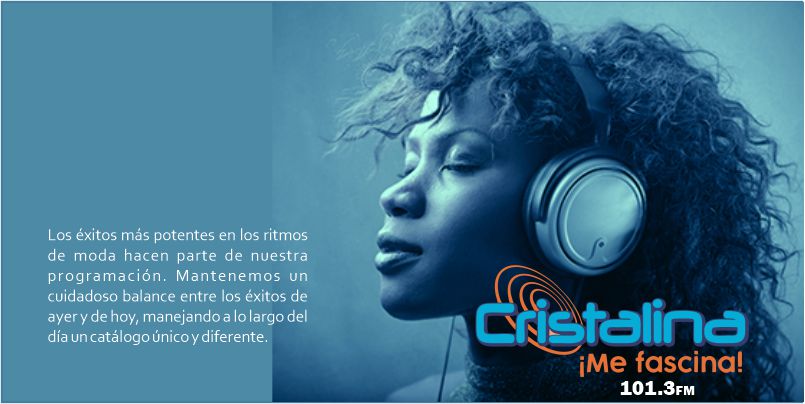 Los éxitos más potentes en los ritmos
de moda hacen parte de nuestra
programación. Mantenemos un
cuidadoso balance entre los éxitos de
ayer y de hoy, manejando a lo largo del
día un catálogo único y diferente.
Cristalina
¡Me fascina!
101.3FM